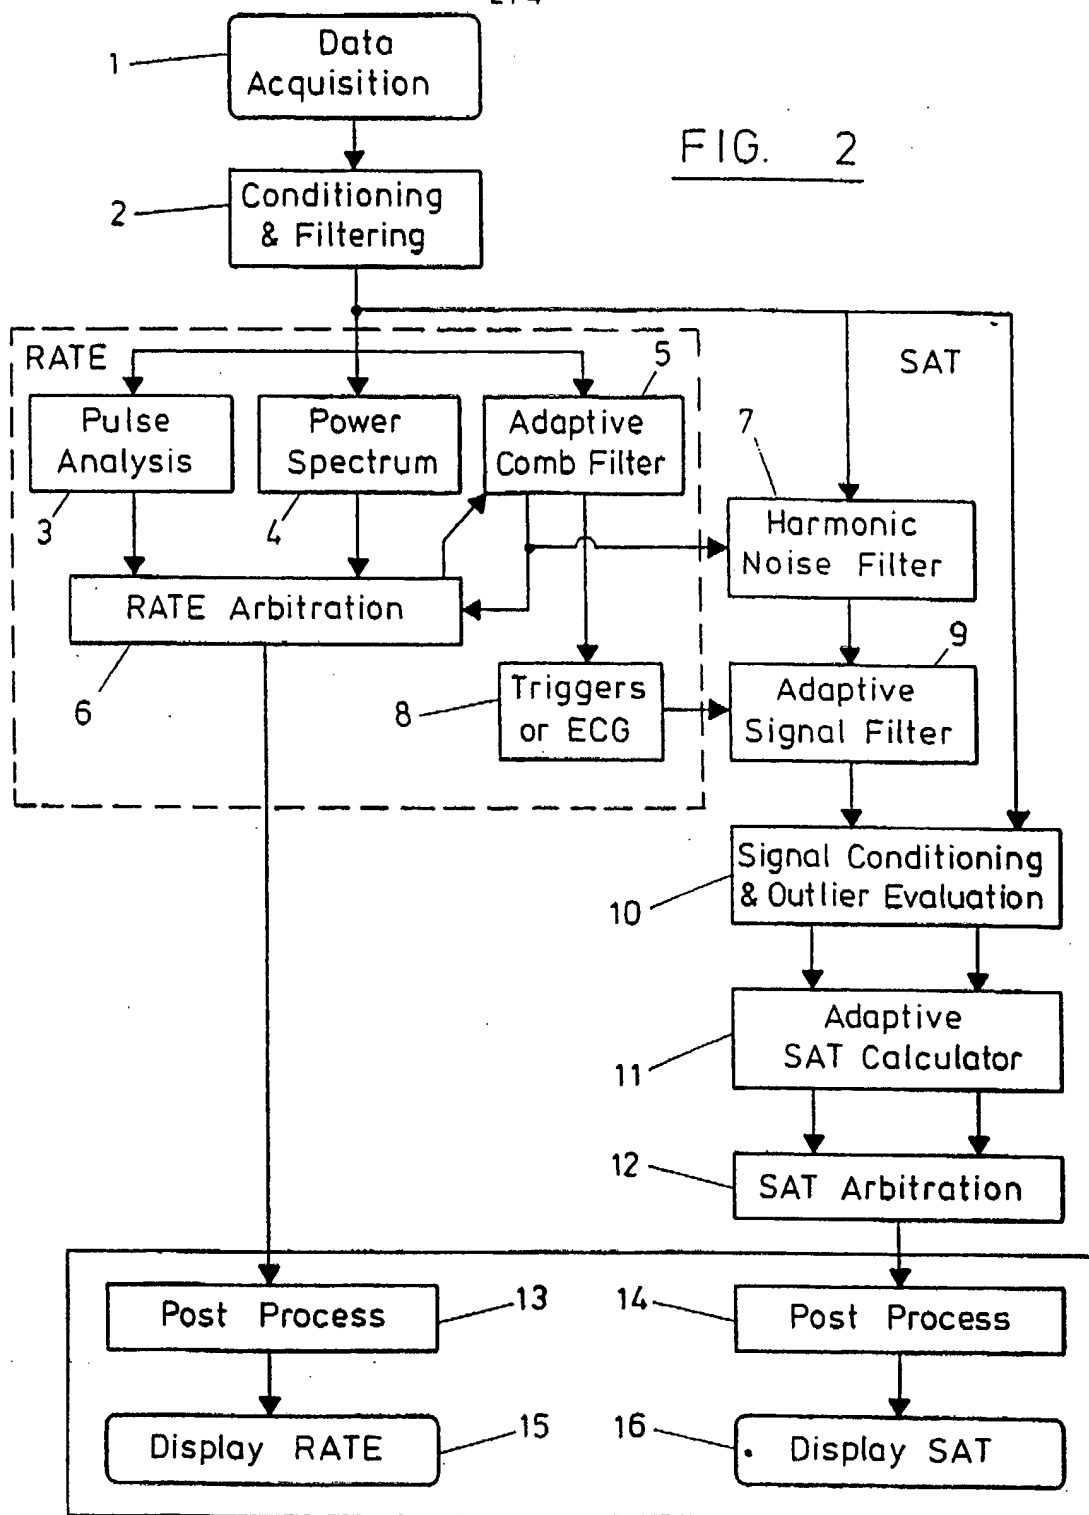 1
Data
Acquisition
FIG. 2
2
Conditioning
& Filtering
RATE
5
SAT
Pulse
Analysis
Power
Spectrum
Adaptive
Comb Filter
7
3
4
Harmonic
Noise Filter
RATE Arbitration
6
8
Triggers
or ECG
9
Adaptive
Signal Filter
10
Signal Conditioning
& Outlier Evaluation
11
Adaptive
SAT Calculator
12
SAT Arbitration
Post Process
13
14
Post Process
Display RATE
15
16
Display SAT